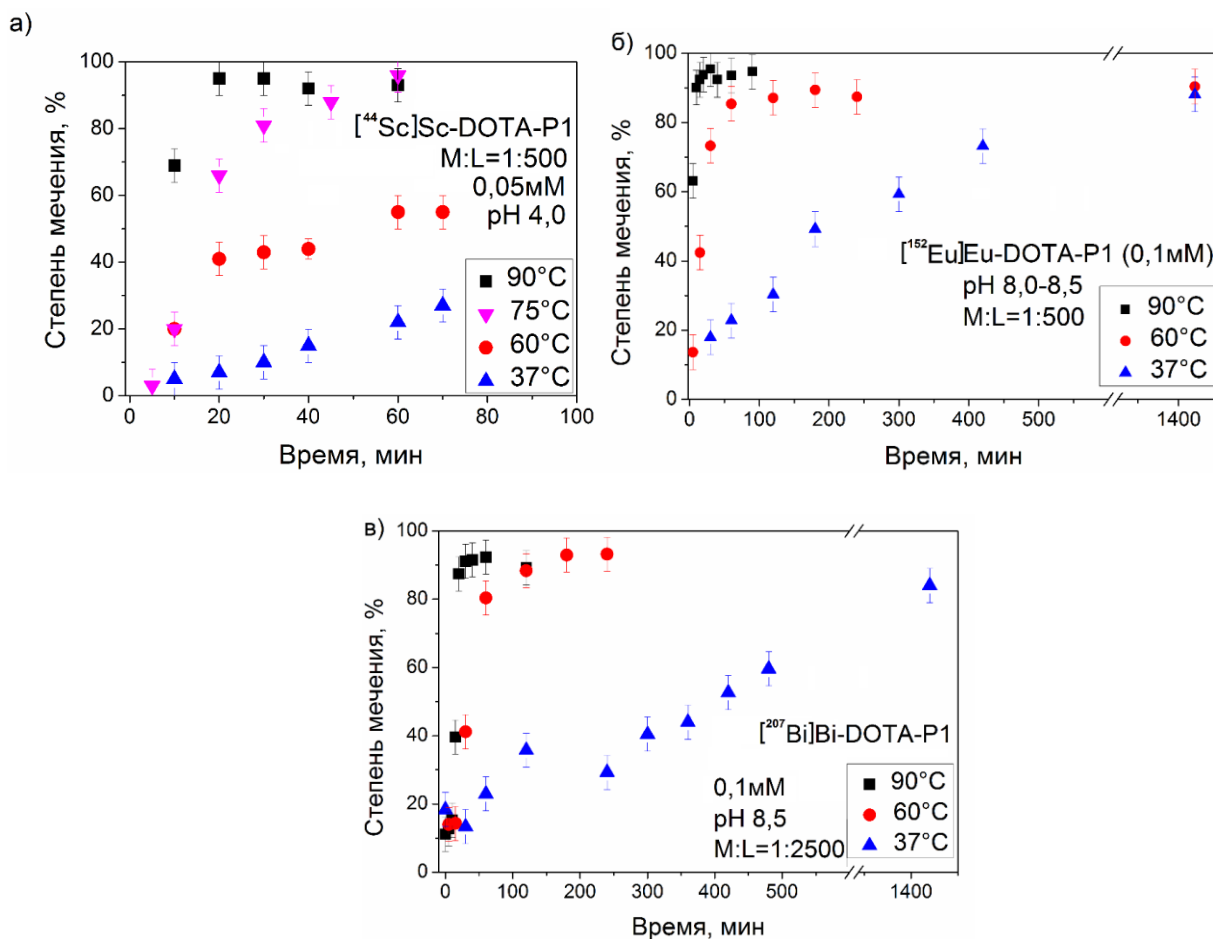 а)
Степень мечения, %
100
80
60
40
20
0
[⁴⁴Sc]Sc-DOTA-P1
M:L=1:500
0,05мМ
pH 4,0
90°C
75°C
60°C
37°C
0 20 40 60 80 100
Время, мин
б)
Степень мечения, %
100
80
60
40
20
0
[¹⁵²Eu]Eu-DOTA-P1 (0,1мМ)
pH 8,0-8,5
M:L=1:500
90°C
60°C
37°C
0 100 200 300 400 500 1400
Время, мин
в)
Степень мечения, %
100
80
60
40
20
0
[²⁰⁷Bi]Bi-DOTA-P1
0,1мМ
pH 8,5
M:L=1:2500
90°C
60°C
37°C
0 100 200 300 400 500 1400
Время, мин